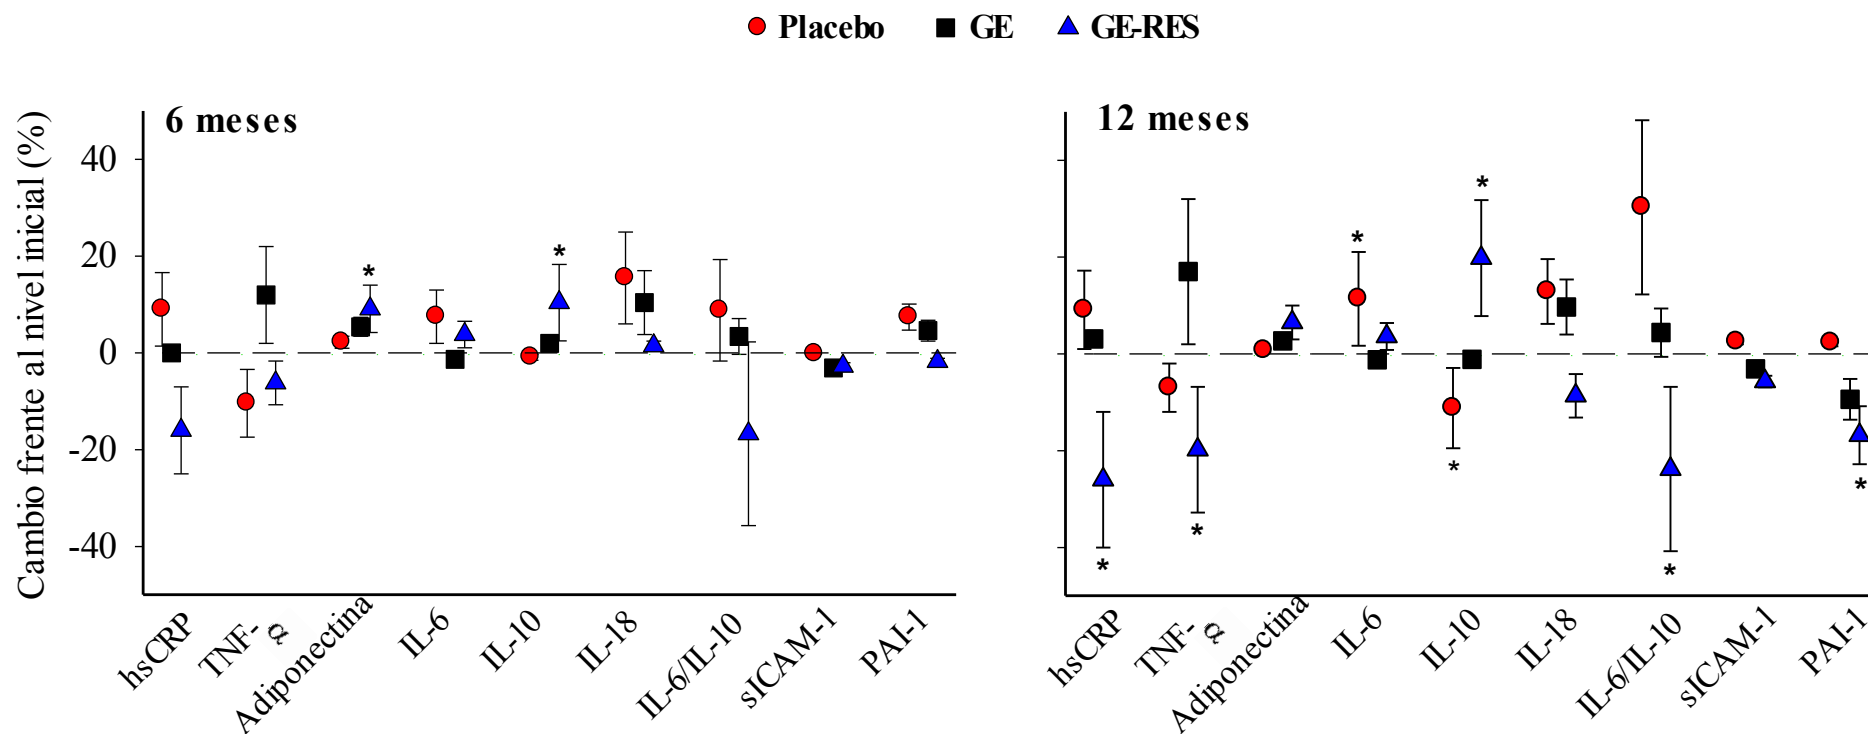 Placebo GE GE-RES
6 meses
12 meses
Cambio frente al nivel inicial (%)
40
20
0
-20
-40
*
*
*
*
*
*
*
*
*
hsCRP
TNF-α
Adiponectina
IL-6
IL-10
IL-18
IL-6/IL-10
sICAM-1
PAI-1
hsCRP
TNF-α
Adiponectina
IL-6
IL-10
IL-18
IL-6/IL-10
sICAM-1
PAI-1